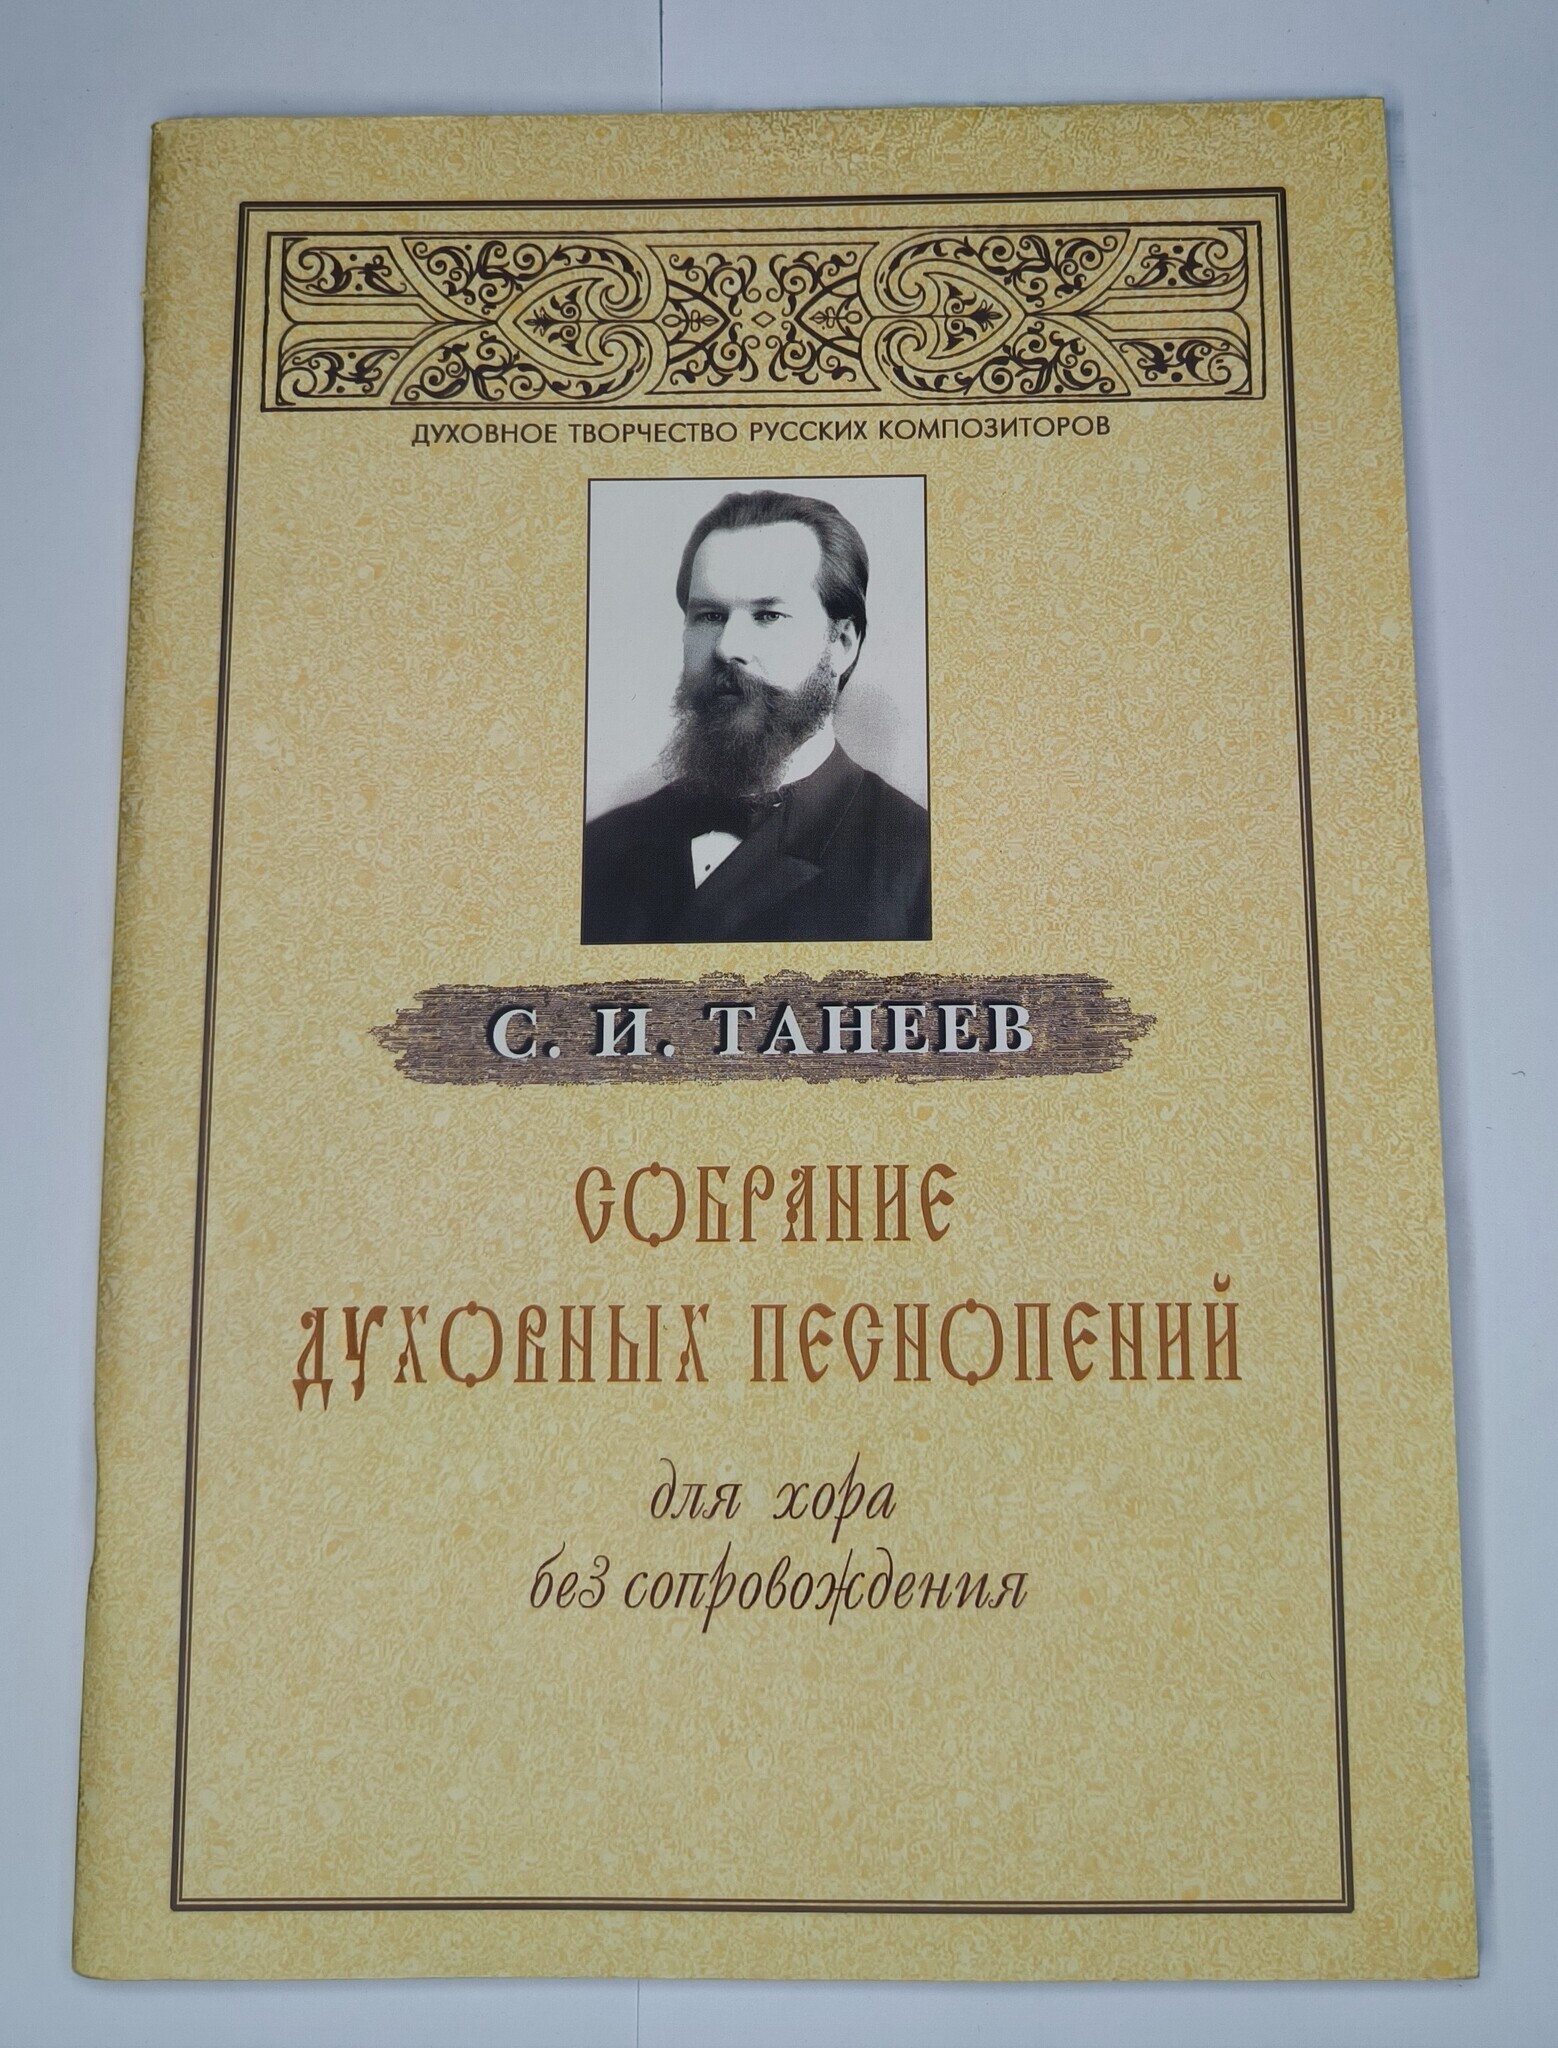 ДУХОВНОЕ ТВОРЧЕСТВО РУССКИХ КОМПОЗИТОРОВ
С. И. ТАНЕЕВ
СОБРАНИЕ
ДУХОВНЫХ ПЕСНОПЕНИЙ
для хора
без сопровождения